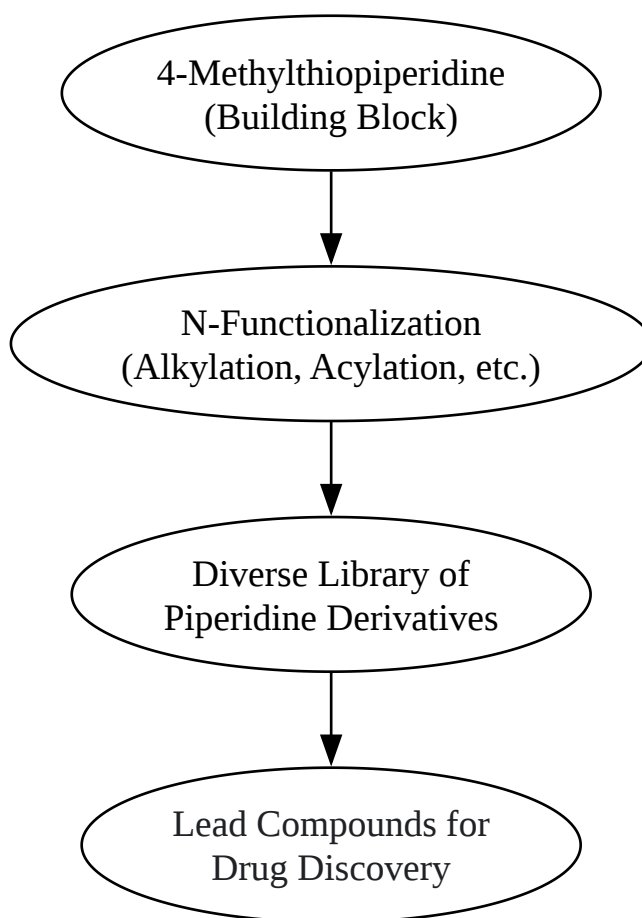 4-Methylthiopiperidine
(Building Block)
N-Functionalization
(Alkylation, Acylation, etc.)
Diverse Library of
Piperidine Derivatives
Lead Compounds for
Drug Discovery